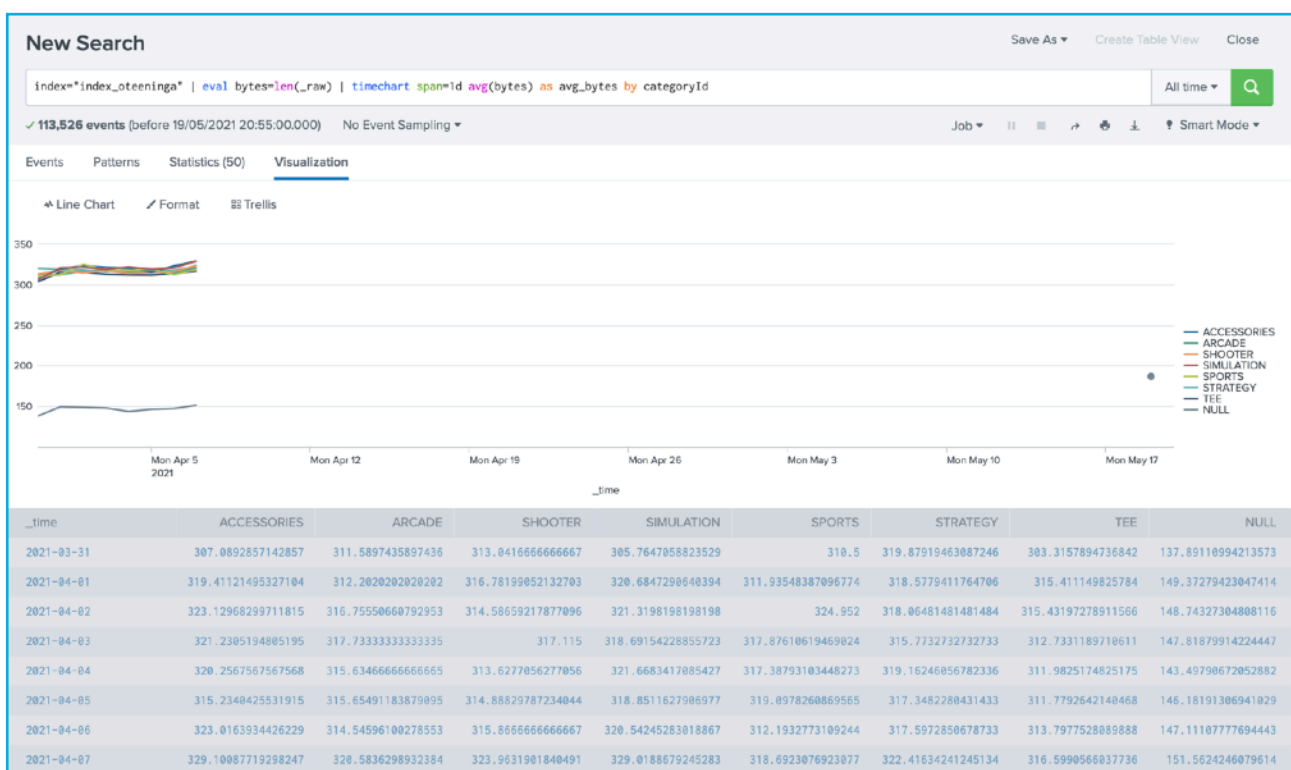 New Search
Save As ▾ Create Table View Close
index="index_oteeninga" | eval bytes=len(_raw) | timechart span=1d avg(bytes) as avg_bytes by categoryId
All time ▾
✓ 113,526 events (before 19/05/2021 20:55:00.000) No Event Sampling ▾
Job ▾ Smart Mode ▾
Events Patterns Statistics (50) Visualization
Line Chart Format Trellis
350
300
250
200
150
ACCESSORIES
ARCADE
SHOOTER
SIMULATION
SPORTS
STRATEGY
TEE
NULL
Mon Apr 5 Mon Apr 12 Mon Apr 19 Mon Apr 26 Mon May 3 Mon May 10 Mon May 17
2021
_time
_time ACCESSORIES ARCADE SHOOTER SIMULATION SPORTS STRATEGY TEE NULL
2021-03-31 307.0892857142857 311.5897435897436 313.0416666666667 305.7647058823529 310.5 319.87919463087246 303.3157894736842 137.89110994213573
2021-04-01 319.41121495327104 312.2020202020202 316.78199052132703 320.6847290640394 311.93548387096774 318.5779411764706 315.411149825784 149.37279423047414
2021-04-02 323.12968299711815 316.75550660792953 314.58659217877096 321.3198198198198 324.952 318.06481481481484 315.43197278911566 148.74327304808116
2021-04-03 321.2305194805195 317.73333333333335 317.115 318.69154228855723 317.87610619469024 315.7732732732733 312.7331189710611 147.81879914224447
2021-04-04 320.2567567567568 315.63466666666665 313.6277056277056 321.6683417085427 317.38793103448273 319.16246056782336 311.9825174825175 143.49790672052882
2021-04-05 315.2340425531915 315.65491183879095 314.88829787234044 318.8511627906977 319.0978260869565 317.3482280431433 311.7792642140468 146.18191306941029
2021-04-06 323.0163934426229 314.54596100278553 315.8666666666667 320.54245283018867 312.1932773109244 317.5972850678733 313.7977528089888 147.11107777694443
2021-04-07 329.10087719298247 320.5836298932384 323.9631901840491 329.0188679245283 318.6923076923077 322.41634241245134 316.5990566037736 151.5624246079614